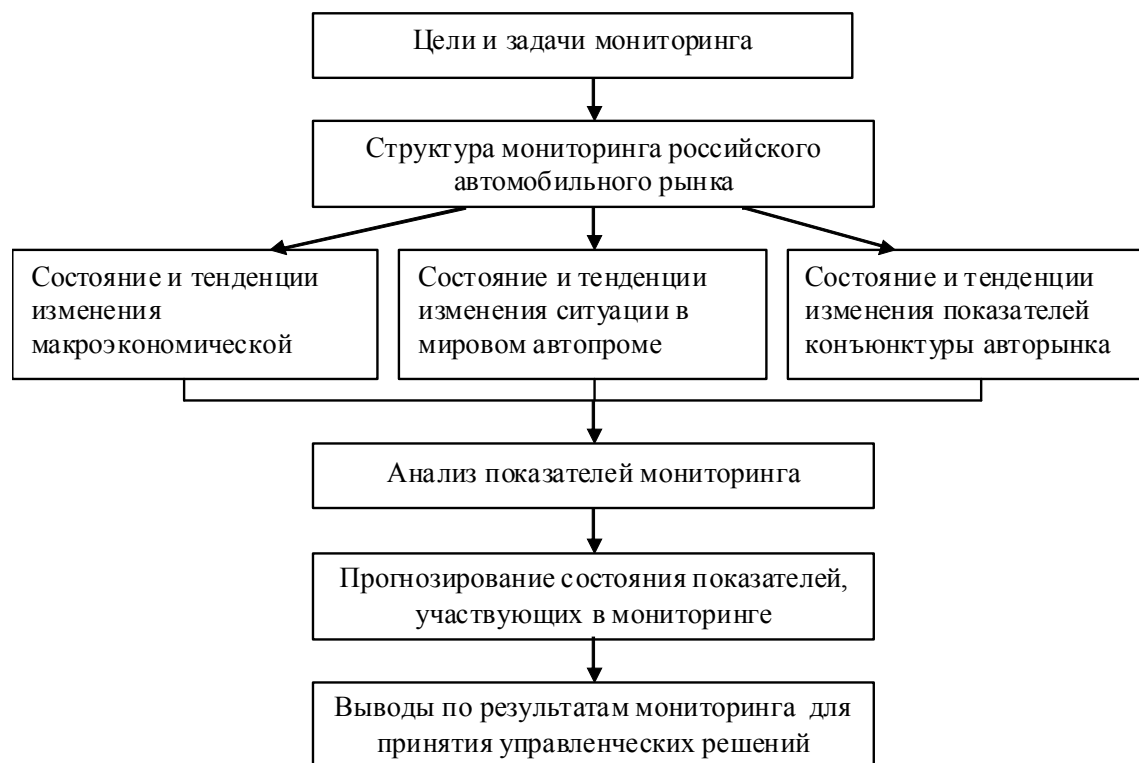 Цели и задачи мониторинга
Структура мониторинга российского
автомобильного рынка
Состояние и тенденции
изменения
макроэкономической
Состояние и тенденции
изменения ситуации в
мировом автопроме
Состояние и тенденции
изменения показателей
конъюнктуры авторынка
Анализ показателей мониторинга
Прогнозирование состояния показателей,
участвующих в мониторинге
Выводы по результатам мониторинга для
принятия управленческих решений